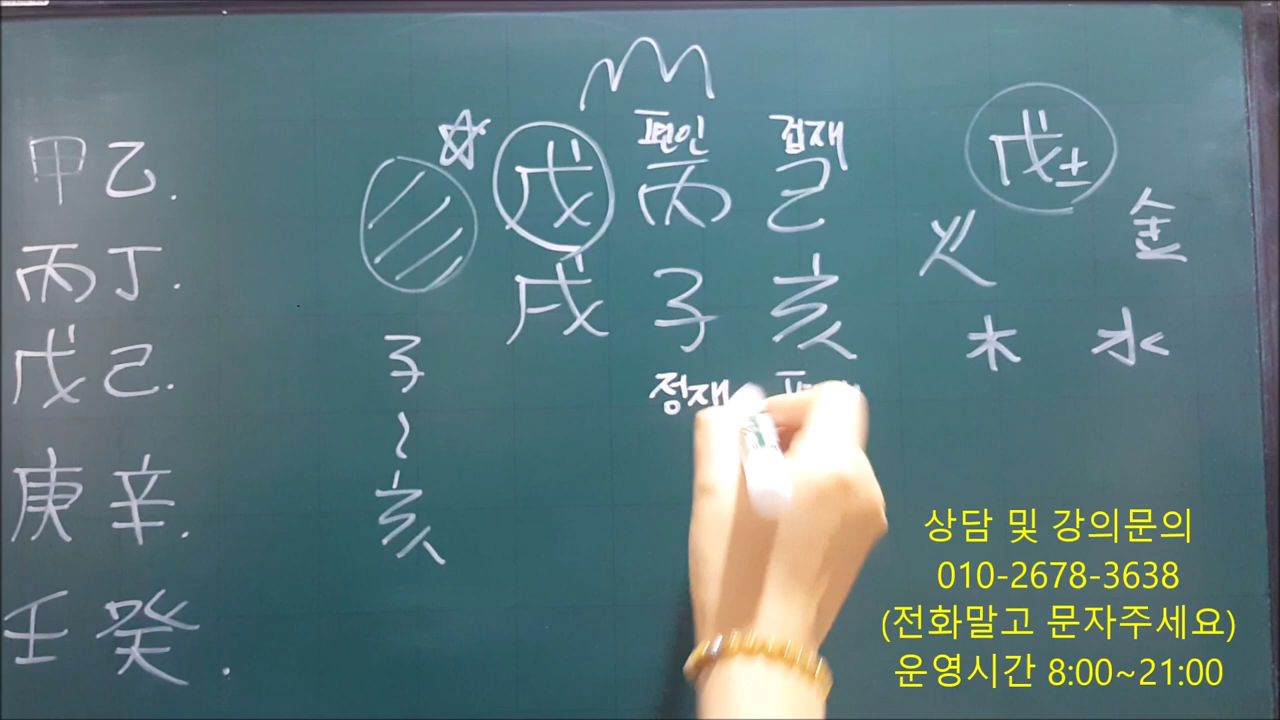 甲乙.
丙丁.
戊己.
庚辛.
壬癸.
子
~
亥
편인 겁재
戊 丙 己
戌 子 亥
정재
戊土
火 金
木 水
상담 및 강의문의
010-2678-3638
(전화말고 문자주세요)
운영시간 8:00~21:00